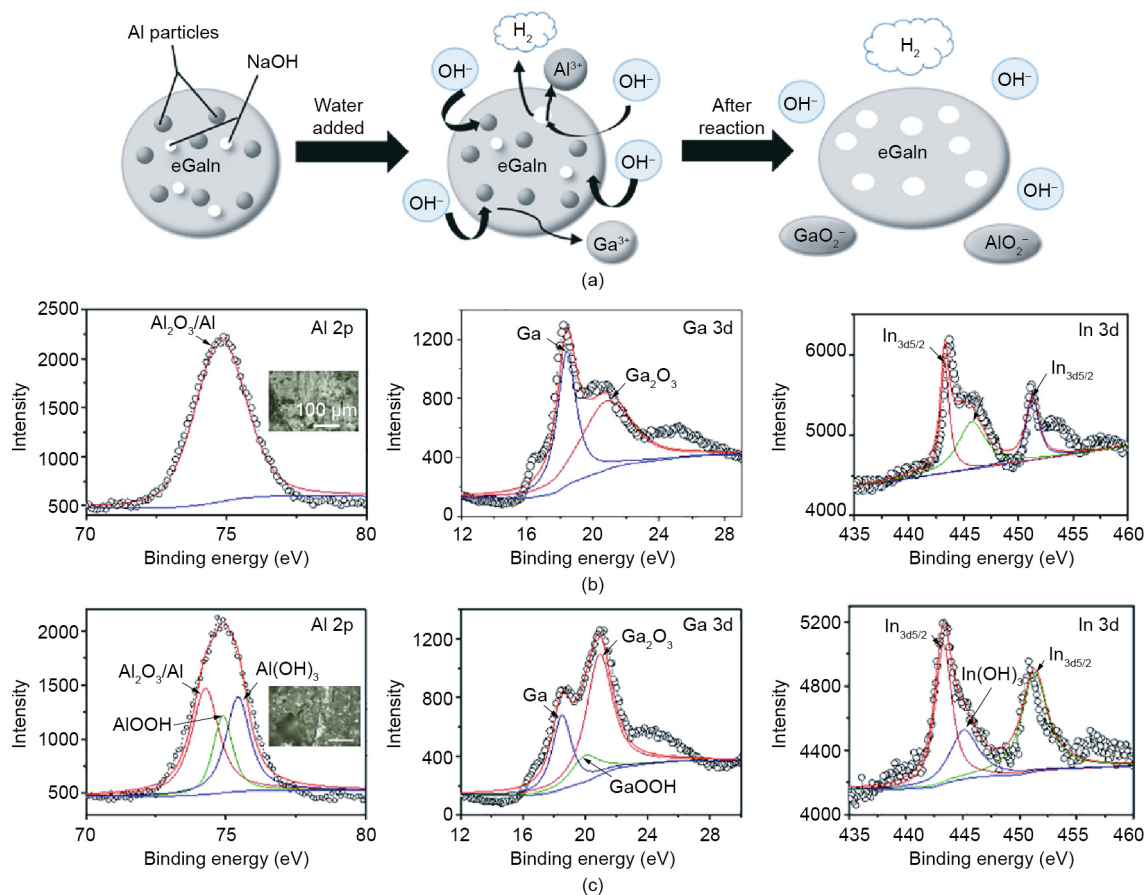 Al particles
NaOH
eGaIn
Water
added
H₂
Al³⁺
OH⁻
OH⁻
eGaIn
OH⁻
OH⁻
Ga³⁺
After
reaction
H₂
OH⁻
OH⁻
eGaIn
OH⁻
GaO₂⁻
AlO₂⁻
(a)
Al 2p
Al₂O₃/Al
100 μm
2500
2000
1500
1000
500
Intensity
70 75 80
Binding energy (eV)
Ga 3d
Ga
Ga₂O₃
1200
800
400
0
Intensity
12 16 20 24 28
Binding energy (eV)
In 3d
In₃d5/2
In₃d5/2
6000
5000
4000
Intensity
435 440 445 450 455 460
Binding energy (eV)
(b)
Al 2p
Al₂O₃/Al
Al(OH)₃
AlOOH
2000
1500
1000
500
Intensity
70 75 80
Binding energy (eV)
Ga 3d
Ga₂O₃
Ga
GaOOH
1200
800
400
0
Intensity
12 16 20 24 28
Binding energy (eV)
In 3d
In₃d5/2
In(OH)₃
In₃d5/2
5200
4800
4400
4000
Intensity
435 440 445 450 455 460
Binding energy (eV)
(c)